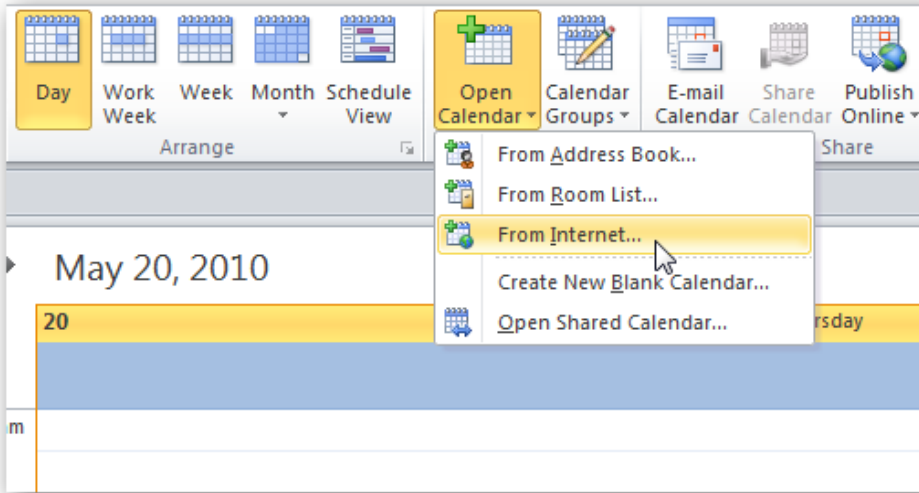 Day
Work Week
Week
Month
Schedule View
Open Calendar
Calendar Groups
E-mail Calendar
Share Calendar
Publish Online
Arrange
Share
From Address Book...
From Room List...
From Internet...
Create New Blank Calendar...
Open Shared Calendar...
May 20, 2010
20
rsday
m